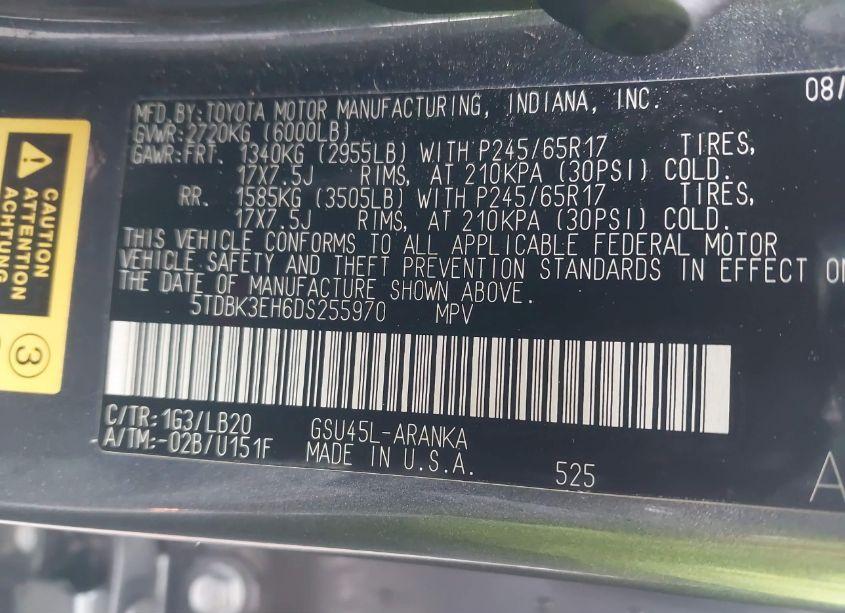 MFD.BY:TOYOTA MOTOR MANUFACTURING, INDIANA, INC. 08/
GVWR:2720KG (6000LB)
GAWR:FRT. 1340KG (2955LB) WITH P245/65R17 TIRES,
17X7.5J RIMS, AT 210KPA (30PSI) COLD.
RR. 1585KG (3505LB) WITH P245/65R17 TIRES,
17X7.5J RIMS, AT 210KPA (30PSI) COLD.
THIS VEHICLE CONFORMS TO ALL APPLICABLE FEDERAL MOTOR
VEHICLE SAFETY AND THEFT PREVENTION STANDARDS IN EFFECT ON
THE DATE OF MANUFACTURE SHOWN ABOVE.
5TDBK3EH6DS255970 MPV
C/TR:1G3/LB20 GSU45L-ARANKA
A/TM:-02B/U151F MADE IN U.S.A. 525
A
CAUTION
ATTENTION
ACHTUNG
3